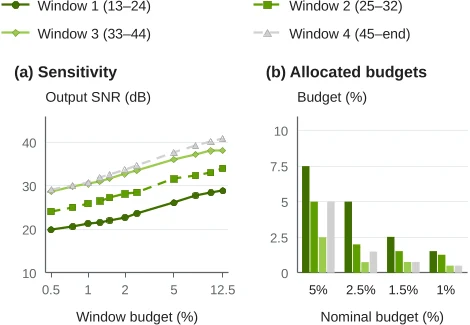 Window 1 (13–24)
Window 2 (25–32)
Window 3 (33–44)
Window 4 (45–end)
(a) Sensitivity
Output SNR (dB)
40
30
20
10
0.5 1 2 5 12.5
Window budget (%)
(b) Allocated budgets
Budget (%)
10
7.5
5
2.5
0
5% 2.5% 1.5% 1%
Nominal budget (%)